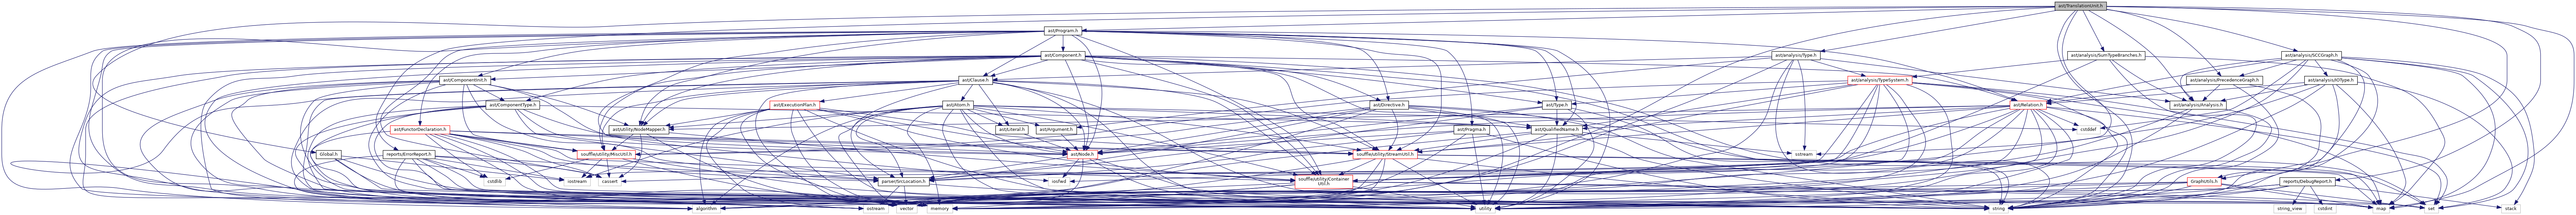 ast/TranslationUnit.h
ast/Program.h
ast/Component.h
ast/analysis/Type.h
ast/analysis/SumTypeBranches.h
ast/analysis/SCCGraph.h
ast/ComponentInit.h
ast/Clause.h
ast/analysis/TypeSystem.h
ast/analysis/PrecedenceGraph.h
ast/analysis/IOType.h
ast/ComponentType.h
ast/ExecutionPlan.h
ast/Atom.h
ast/Directive.h
ast/Type.h
ast/Relation.h
ast/analysis/Analysis.h
ast/FunctorDeclaration.h
ast/utility/NodeMapper.h
ast/Literal.h
ast/Argument.h
ast/Pragma.h
ast/QualifiedName.h
cstddef
Global.h
reports/ErrorReport.h
souffle/utility/MiscUtil.h
ast/Node.h
souffle/utility/StreamUtil.h
sstream
cstdlib
iostream
cassert
parser/SrcLocation.h
iosfwd
souffle/utility/Container
Util.h
GraphUtils.h
reports/DebugReport.h
algorithm
ostream
vector
memory
utility
string
string_view
cstdint
map
set
stack